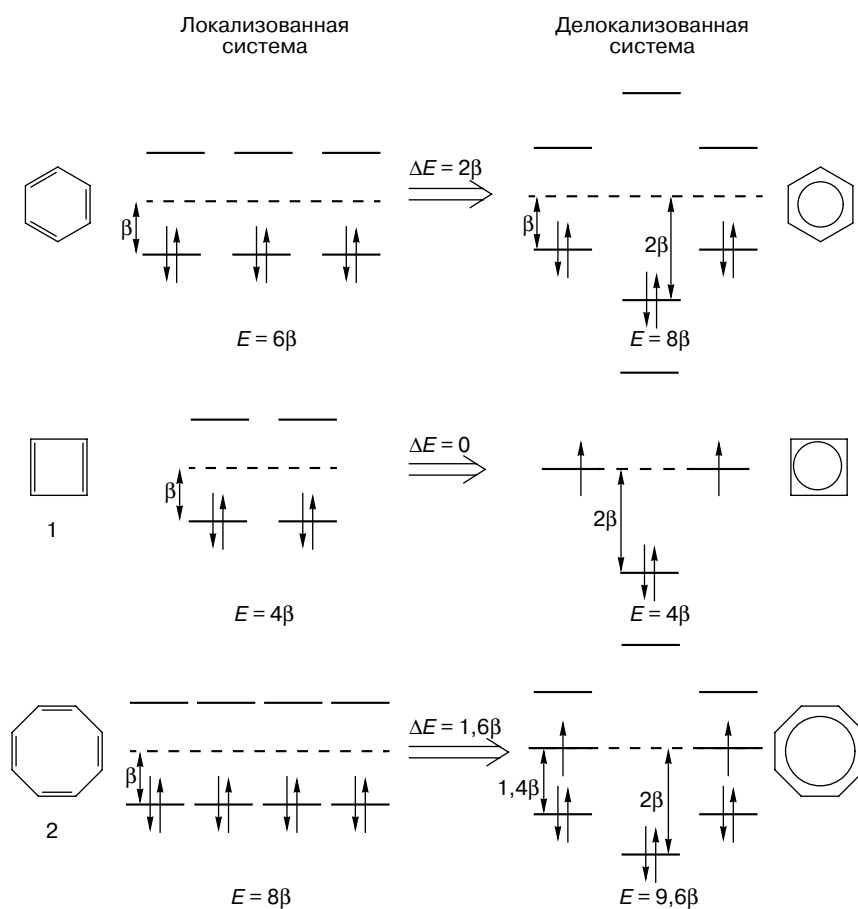 Локализованная
система
Делокализованная
система
ΔE = 2β
β
β
2β
E = 6β
E = 8β
ΔE = 0
β
2β
1
E = 4β
E = 4β
ΔE = 1,6β
β
1,4β
2β
2
E = 8β
E = 9,6β